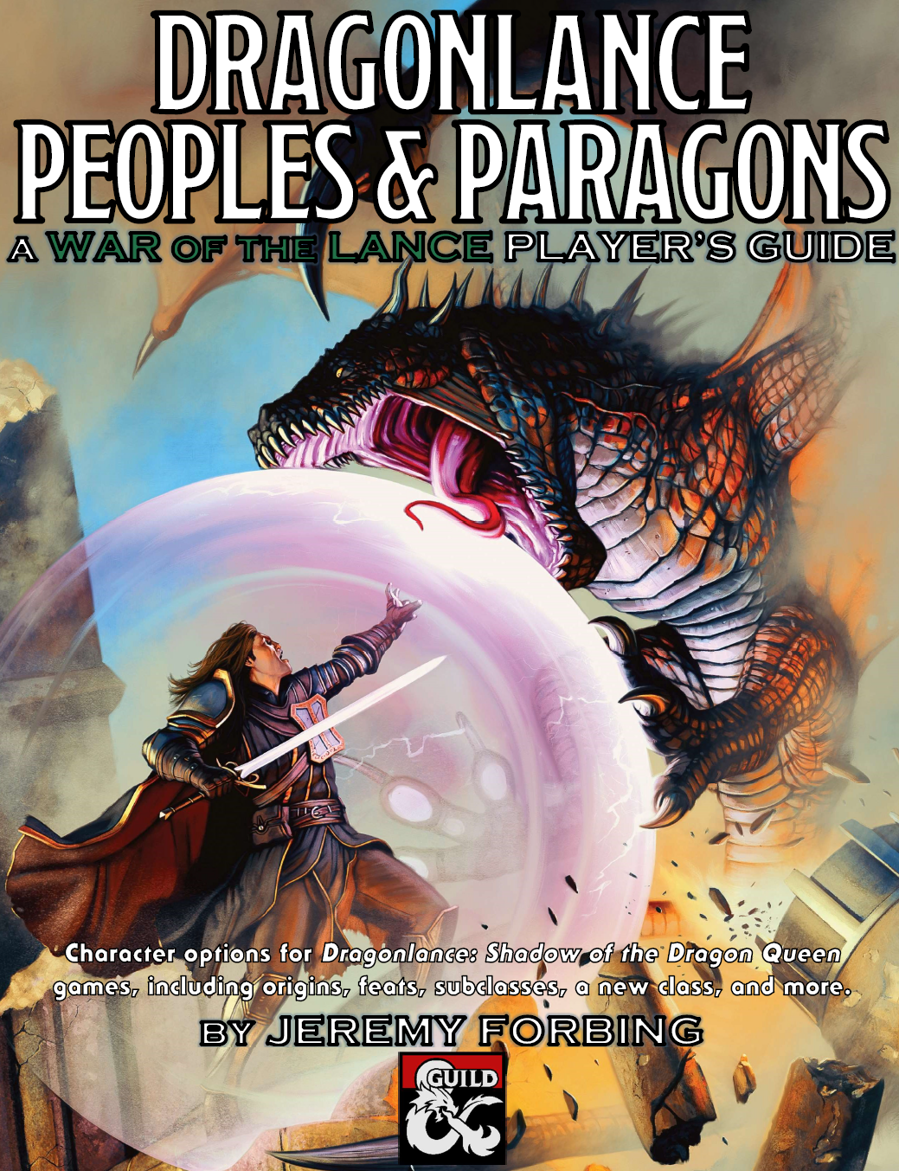 DRAGONLANCE
PEOPLES & PARAGONS
A WAR OF THE LANCE PLAYER'S GUIDE
Character options for Dragonlance: Shadow of the Dragon Queen
games, including origins, feats, subclasses, a new class, and more.
BY JEREMY FORBING
GUILD